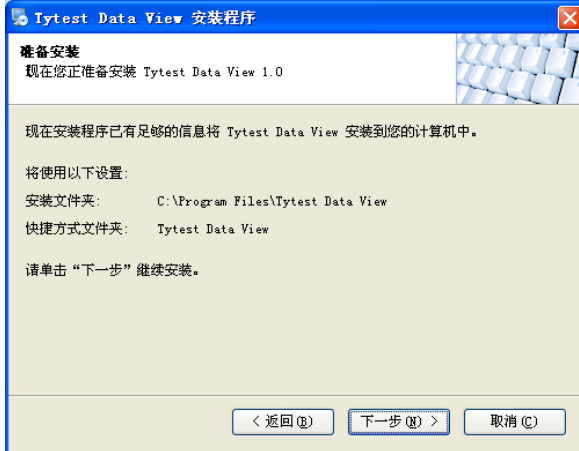 Tytest Data View 安装程序
准备安装
现在您正准备安装 Tytest Data View 1.0
现在安装程序已有足够的信息将 Tytest Data View 安装到您的计算机中。
将使用以下设置:
安装文件夹: C:\Program Files\Tytest Data View
快捷方式文件夹: Tytest Data View
请单击“下一步”继续安装。
< 返回(B) 下一步(N) > 取消(C)